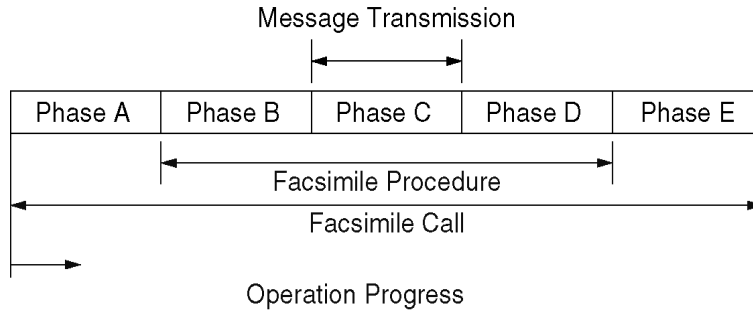 Message Transmission
Phase A Phase B Phase C Phase D Phase E
Facsimile Procedure
Facsimile Call
Operation Progress